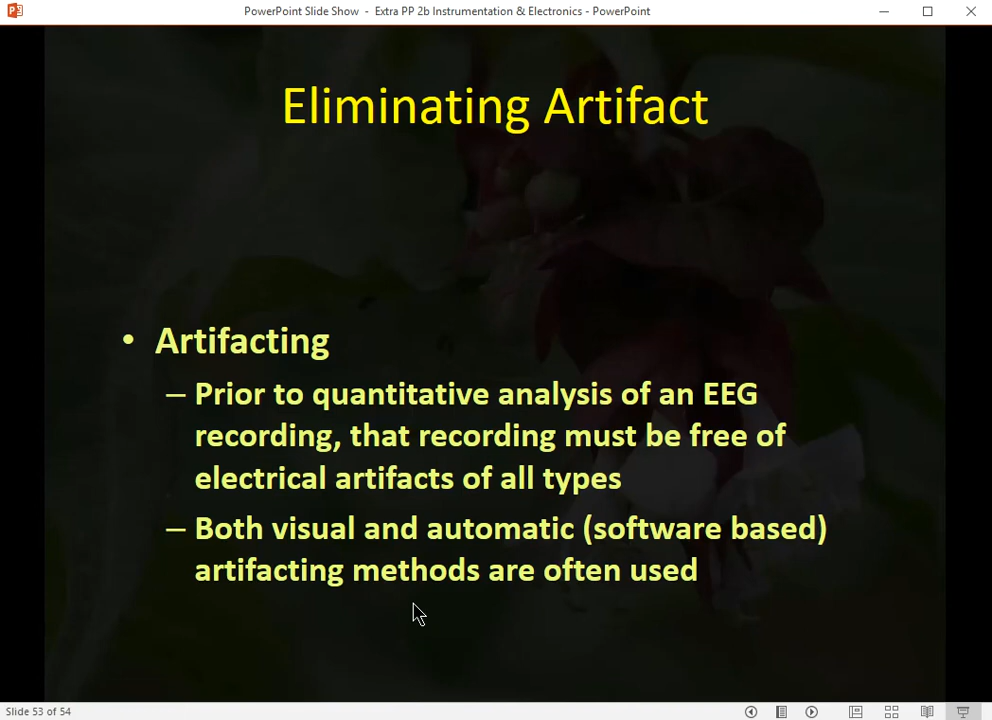 PowerPoint Slide Show - Extra PP 2b Instrumentation & Electronics - PowerPoint
Eliminating Artifact
• Artifacting
– Prior to quantitative analysis of an EEG
recording, that recording must be free of
electrical artifacts of all types
– Both visual and automatic (software based)
artifacting methods are often used
Slide 53 of 54